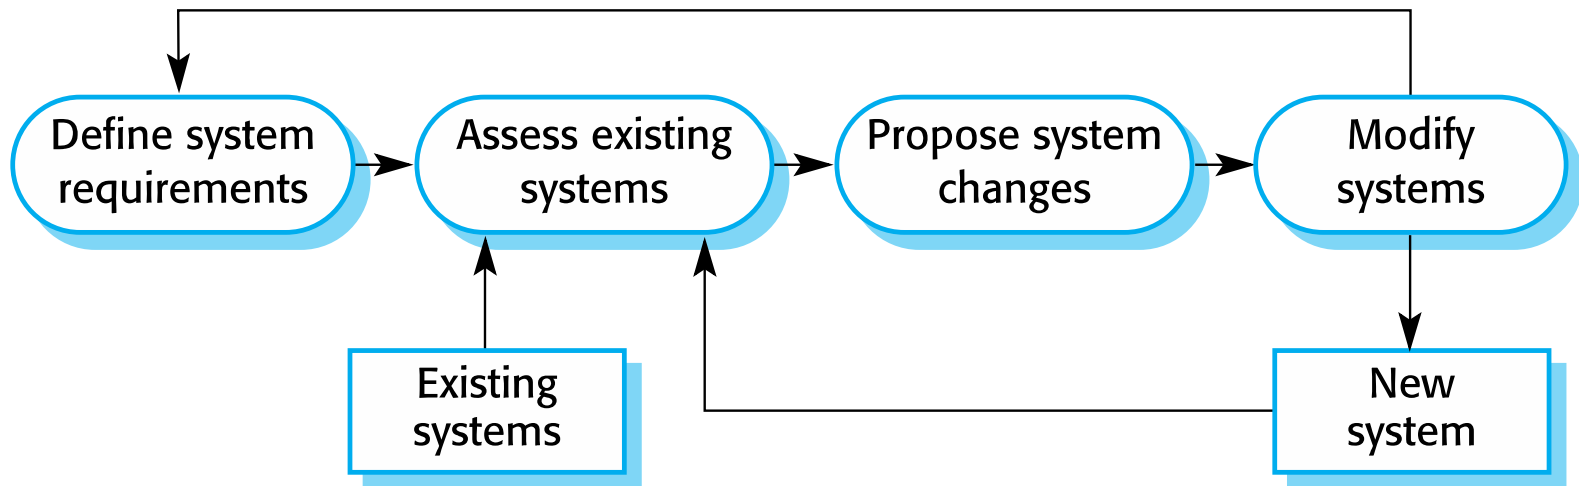 Define system
requirements
Assess existing
systems
Propose system
changes
Modify
systems
Existing
systems
New
system